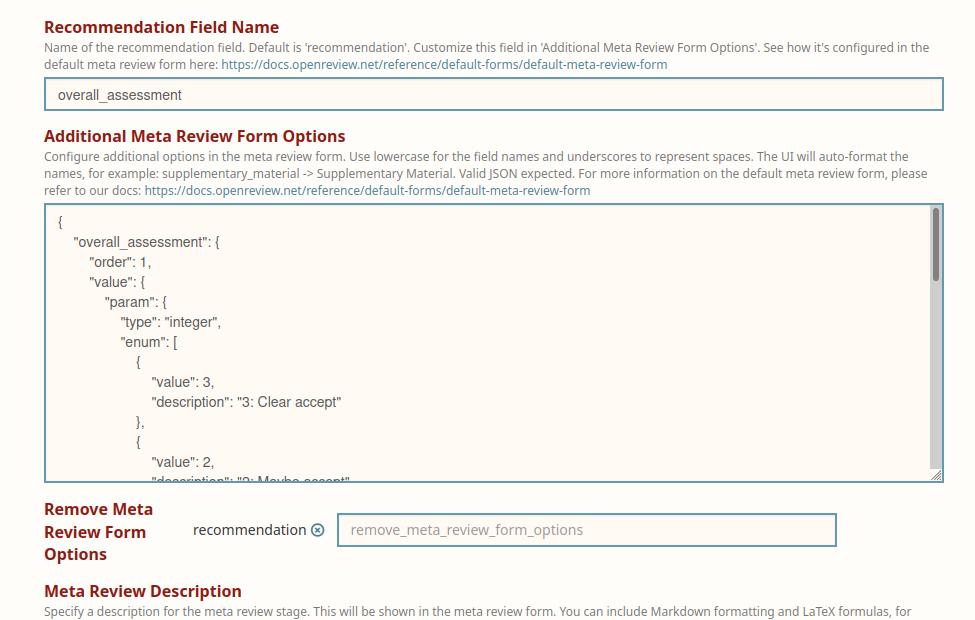 Recommendation Field Name
Name of the recommendation field. Default is 'recommendation'. Customize this field in 'Additional Meta Review Form Options'. See how it's configured in the
default meta review form here: https://docs.openreview.net/reference/default-forms/default-meta-review-form
overall_assessment
Additional Meta Review Form Options
Configure additional options in the meta review form. Use lowercase for the field names and underscores to represent spaces. The UI will auto-format the
names, for example: supplementary_material -> Supplementary Material. Valid JSON expected. For more information on the default meta review form, please
refer to our docs: https://docs.openreview.net/reference/default-forms/default-meta-review-form
{
"overall_assessment": {
"order": 1,
"value": {
"param": {
"type": "integer",
"enum": [
{
"value": 3,
"description": "3: Clear accept"
},
{
"value": 2,
"description": "2: Maybe accept"
Remove Meta
Review Form
Options
recommendation
remove_meta_review_form_options
Meta Review Description
Specify a description for the meta review stage. This will be shown in the meta review form. You can include Markdown formatting and LaTeX formulas, for